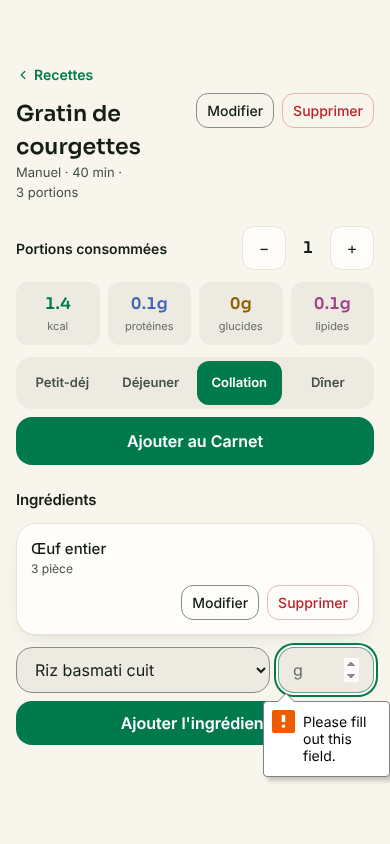 Recettes
Gratin de
courgettes
Modifier
Supprimer
Manuel · 40 min ·
3 portions
Portions consommées
− 1 +
1.4 0.1g 0g 0.1g
kcal protéines glucides lipides
Petit-déj Déjeuner Collation Dîner
Ajouter au Carnet
Ingrédients
Œuf entier
3 pièce
Modifier Supprimer
Riz basmati cuit g
Ajouter l'ingrédien
Please fill
out this
field.